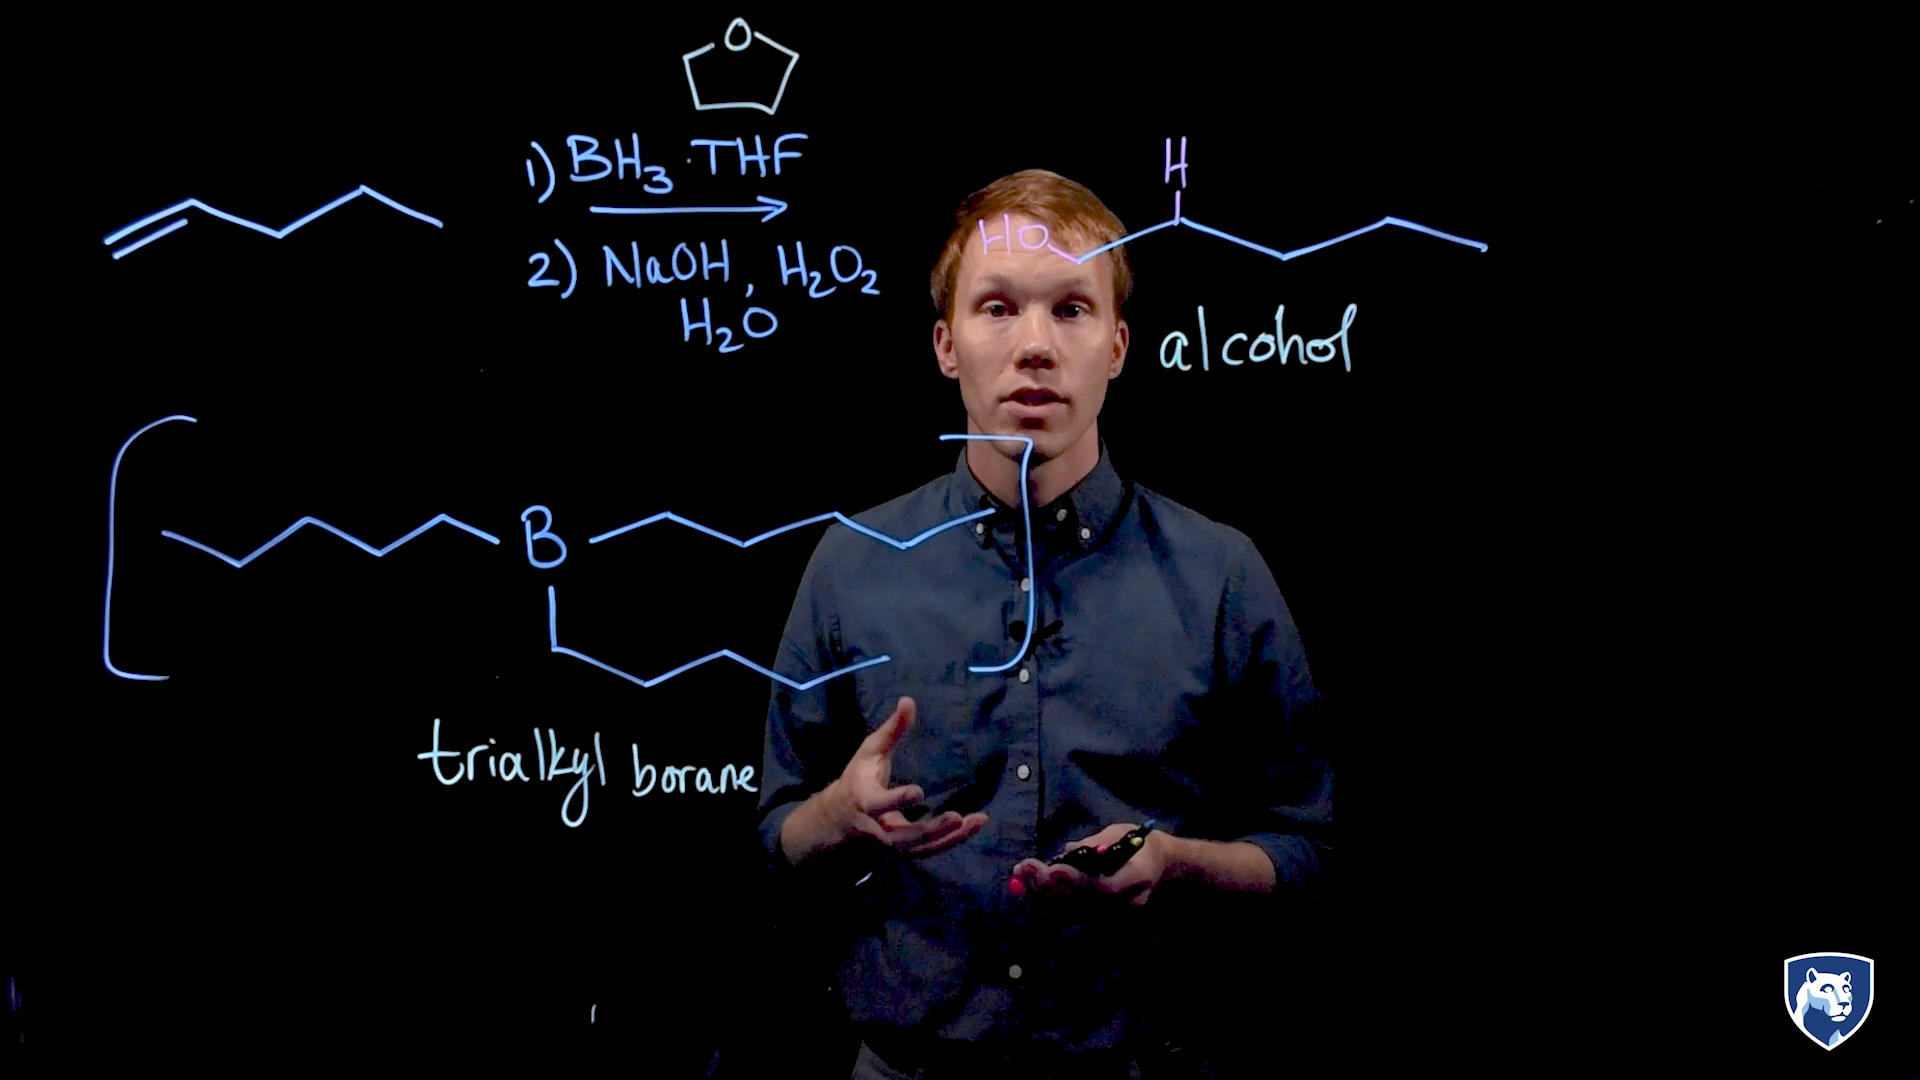 O
1) BH₃·THF
H
HO
2) NaOH, H₂O₂
H₂O
alcohol
B
trialkyl borane